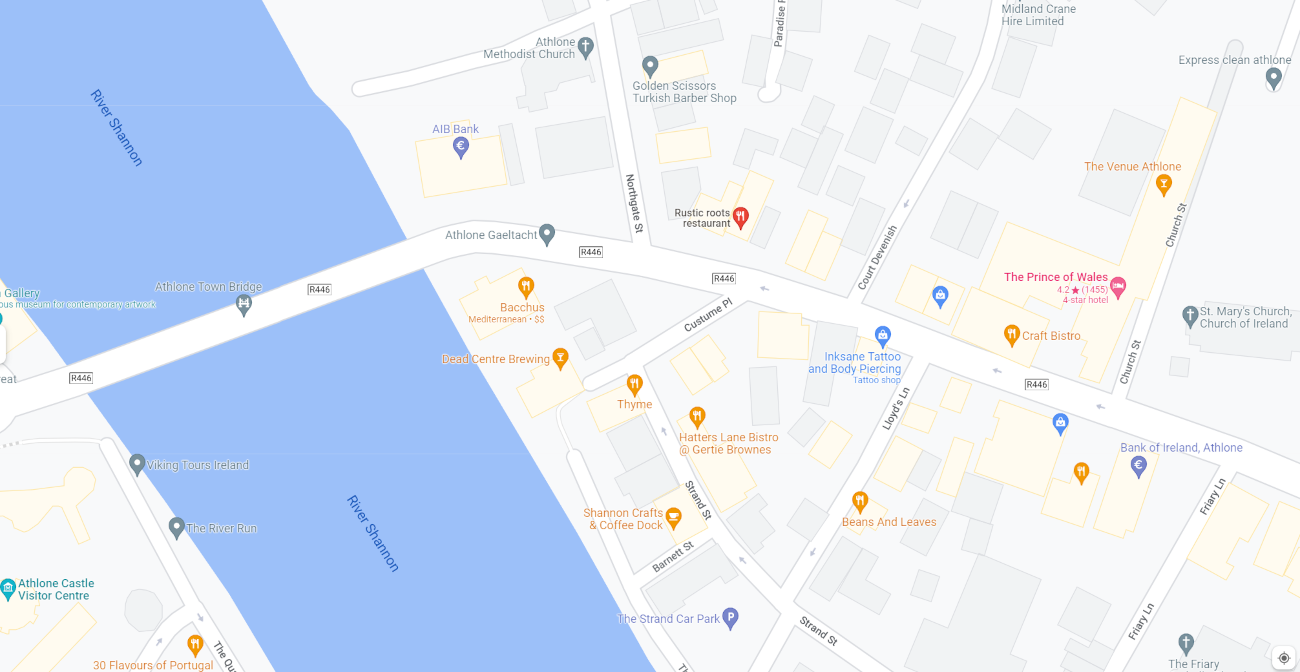 Midland Crane
Hire Limited
Paradise
Athlone
Methodist Church
Express clean athlone
Golden Scissors
Turkish Barber Shop
River Shannon
AIB Bank
€
The Venue Athlone
Northgate St
Rustic roots
restaurant
Church St
Athlone Gaeltacht
R446
Court Devenish
R446
The Prince of Wales
4.2★(1455)
4-star hotel
Athlone Town Bridge
R446
Gallery
museum for contemporary artwork
Bacchus
Mediterranean • $$
Custume Pl
St. Mary's Church,
Church of Ireland
Craft Bistro
Dead Centre Brewing
Inksane Tattoo
and Body Piercing
Tattoo shop
Church St
R446
R446
Thyme
Lloyd's Ln
Hatters Lane Bistro
@ Gertie Brownes
Bank of Ireland, Athlone
€
Viking Tours Ireland
Strand St
Friary Ln
Shannon Crafts
& Coffee Dock
Beans And Leaves
The River Run
River Shannon
Barnett St
Athlone Castle
Visitor Centre
The Strand Car Park
P
Friary Ln
Strand St
The Friary
30 Flavours of Portugal